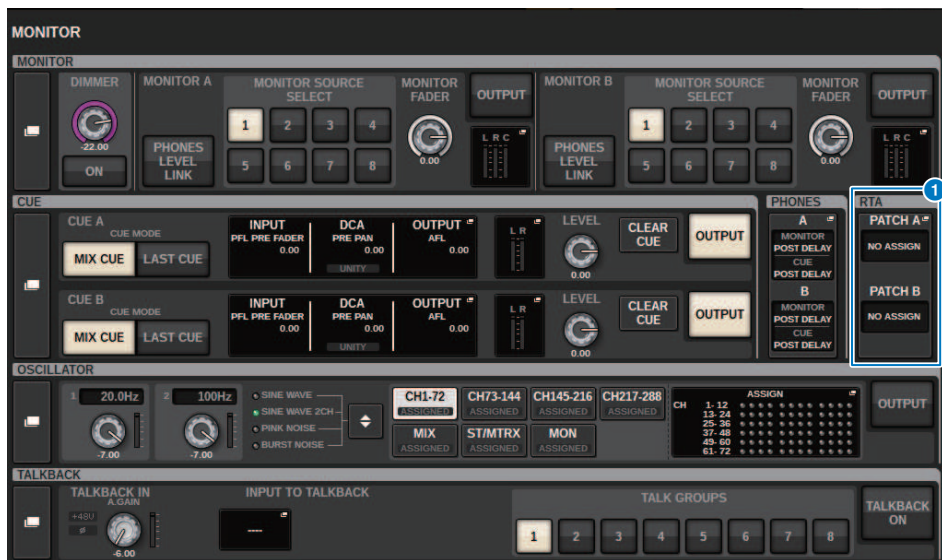 MONITOR
MONITOR
DIMMER
-22.00
ON
MONITOR A
PHONES
LEVEL
LINK
MONITOR SOURCE
SELECT
1 2 3 4
5 6 7 8
MONITOR
FADER
0.00
OUTPUT
L R C
MONITOR B
PHONES
LEVEL
LINK
MONITOR SOURCE
SELECT
1 2 3 4
5 6 7 8
MONITOR
FADER
0.00
OUTPUT
L R C
CUE
CUE A
CUE MODE
MIX CUE LAST CUE
INPUT
PFL PRE FADER
0.00
DCA
PRE PAN
0.00
UNITY
OUTPUT
AFL
0.00
L R
LEVEL
0.00
CLEAR
CUE
OUTPUT
CUE B
CUE MODE
MIX CUE LAST CUE
INPUT
PFL PRE FADER
0.00
DCA
PRE PAN
0.00
UNITY
OUTPUT
AFL
0.00
L R
LEVEL
0.00
CLEAR
CUE
OUTPUT
PHONES
A
MONITOR
POST DELAY
CUE
POST DELAY
B
MONITOR
POST DELAY
CUE
POST DELAY
1
RTA
PATCH A
NO ASSIGN
PATCH B
NO ASSIGN
OSCILLATOR
1 20.0Hz
-7.00
2 100Hz
-7.00
SINE WAVE
SINE WAVE 2CH
PINK NOISE
BURST NOISE
CH1-72
ASSIGNED
CH73-144
ASSIGNED
CH145-216
ASSIGNED
CH217-288
ASSIGNED
MIX
ASSIGNED
ST/MTRX
ASSIGNED
MON
ASSIGNED
ASSIGN
CH 1- 12
13- 24
25- 36
37- 48
49- 60
61- 72
OUTPUT
TALKBACK
TALKBACK IN
A.GAIN
+48V
ø
-6.00
INPUT TO TALKBACK
----
TALK GROUPS
1 2 3 4 5 6 7 8
TALKBACK
ON